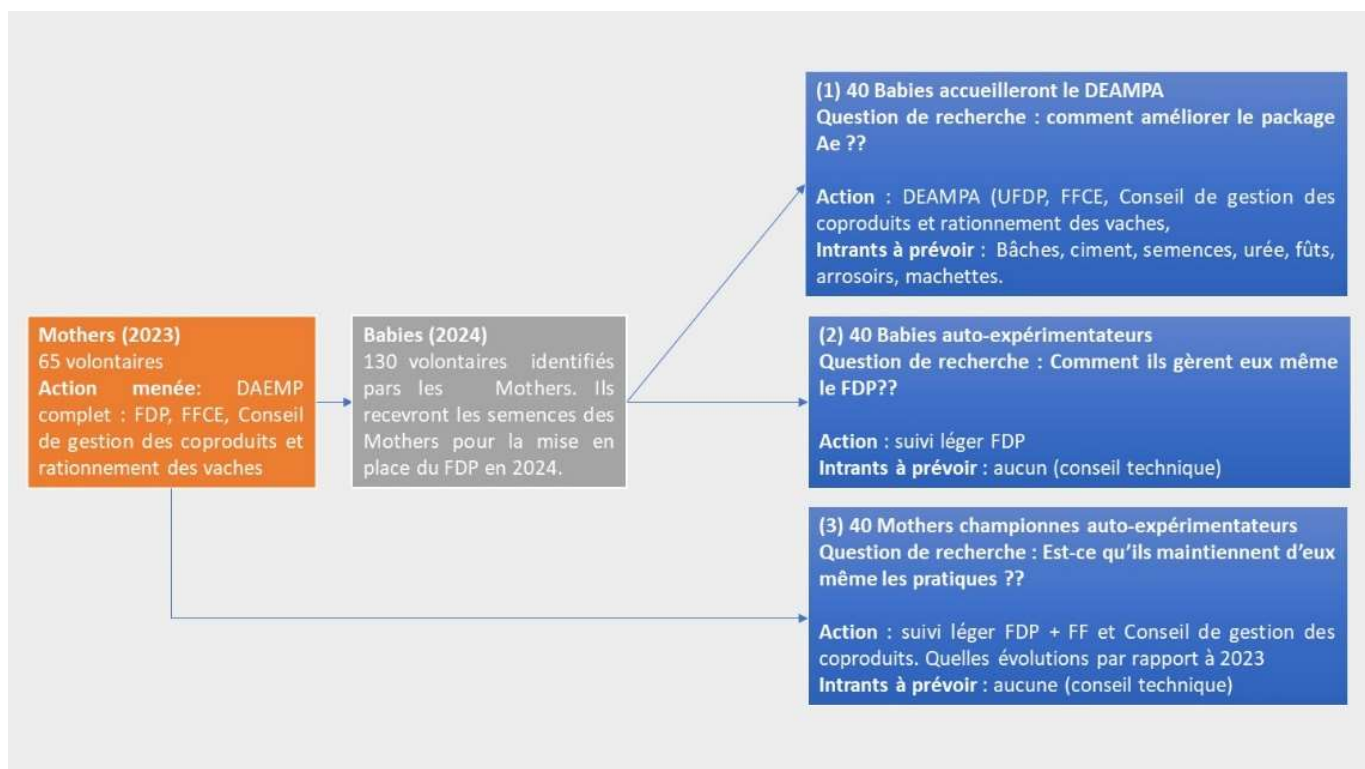 Mothers (2023)
65 volontaires
Action menée: DAEMP
complet : FDP, FFCE, Conseil
de gestion des coproduits et
rationnement des vaches
Babies (2024)
130 volontaires identifiés
pars les Mothers. Ils
recevront les semences des
Mothers pour la mise en
place du FDP en 2024.
(1) 40 Babies accueilleront le DEAMPA
Question de recherche : comment améliorer le package
Ae ??
Action : DEAMPA (UFDP, FFCE, Conseil de gestion des
coproduits et rationnement des vaches,
Intrants à prévoir : Bâches, ciment, semences, urée, fûts,
arrosoirs, machettes.
(2) 40 Babies auto-expérimentateurs
Question de recherche : Comment ils gèrent eux même
le FDP??
Action : suivi léger FDP
Intrants à prévoir : aucun (conseil technique)
(3) 40 Mothers championnes auto-expérimentateurs
Question de recherche : Est-ce qu'ils maintiennent d'eux
même les pratiques ??
Action : suivi léger FDP + FF et Conseil de gestion des
coproduits. Quelles évolutions par rapport à 2023
Intrants à prévoir : aucune (conseil technique)